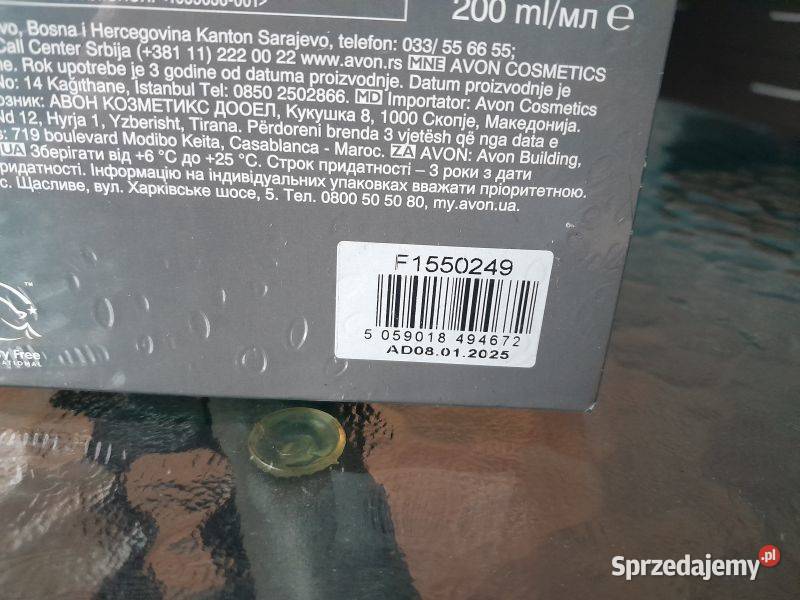 200 ml/мл ℮
vo, Bosna i Hercegovina Kanton Sarajevo, telefon: 033/ 55 66 55;
Call Center Srbija (+381 11) 222 00 22 www.avon.rs MNE AVON COSMETICS
ne. Rok upotrebe je 3 godine od datuma proizvodnje. Datum proizvodnje je
No: 14 Kağıthane, İstanbul Tel: 0850 2502866. MD Importator: Avon Cosmetics
озник: АВОН КОЗМЕТИКС ДООЕЛ, Кукушка 8, 1000 Скопје, Македонија.
Nd 12, Hyrja 1, Yzberisht, Tirana. Përdoreni brenda 3 vjetësh që nga data e
s: 719 boulevard Modibo Keita, Casablanca - Maroc. ZA AVON: Avon Building,
UA Зберігати від +6 °C до +25 °C. Строк придатності – 3 роки з дати
ридатності. Інформацію на індивідуальних упаковках вважати пріоритетною.
с. Щасливе, вул. Харківське шосе, 5. Тел. 0800 50 50 80, my.avon.ua.
F1550249
5 059018 494672
AD08.01.2025
y Free
Sprzedajemy.pl